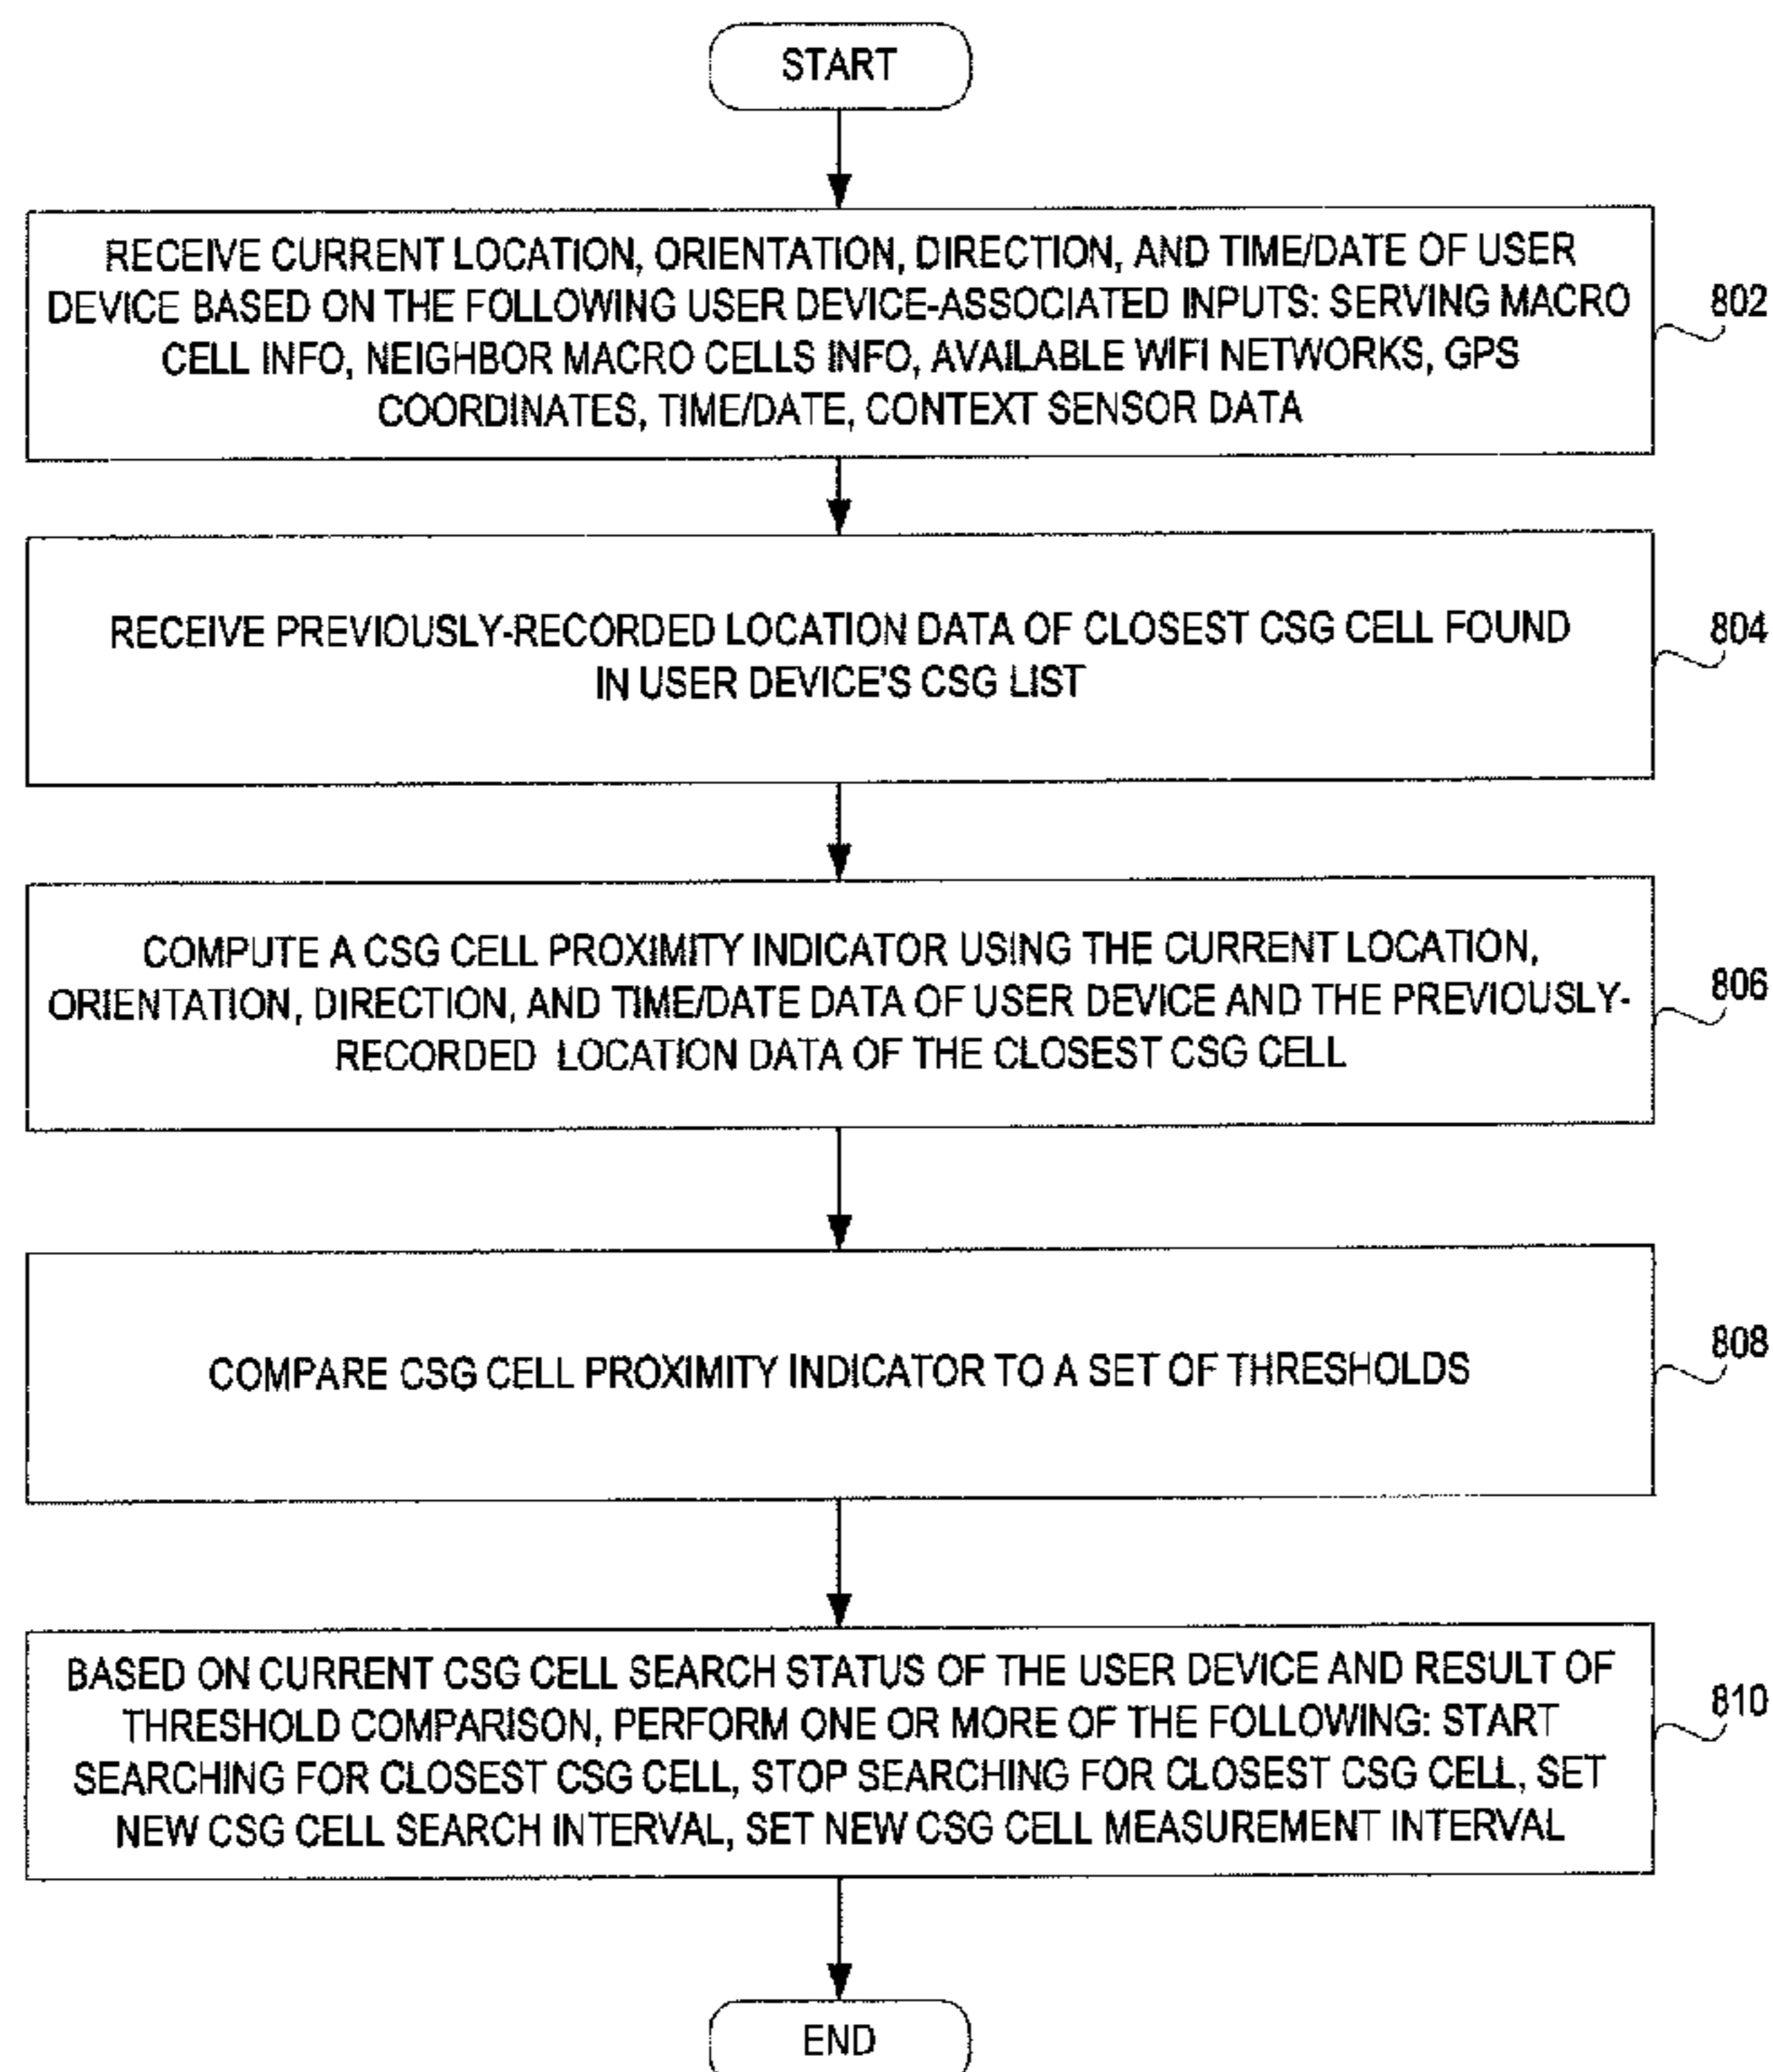 START
RECEIVE CURRENT LOCATION, ORIENTATION, DIRECTION, AND TIME/DATE OF USER
DEVICE BASED ON THE FOLLOWING USER DEVICE-ASSOCIATED INPUTS: SERVING MACRO
CELL INFO, NEIGHBOR MACRO CELLS INFO, AVAILABLE WIFI NETWORKS, GPS
COORDINATES, TIME/DATE, CONTEXT SENSOR DATA
802
RECEIVE PREVIOUSLY-RECORDED LOCATION DATA OF CLOSEST CSG CELL FOUND
IN USER DEVICE'S CSG LIST
804
COMPUTE A CSG CELL PROXIMITY INDICATOR USING THE CURRENT LOCATION,
ORIENTATION, DIRECTION, AND TIME/DATE DATA OF USER DEVICE AND THE PREVIOUSLY-
RECORDED LOCATION DATA OF THE CLOSEST CSG CELL
806
COMPARE CSG CELL PROXIMITY INDICATOR TO A SET OF THRESHOLDS
808
BASED ON CURRENT CSG CELL SEARCH STATUS OF THE USER DEVICE AND RESULT OF
THRESHOLD COMPARISON, PERFORM ONE OR MORE OF THE FOLLOWING: START
SEARCHING FOR CLOSEST CSG CELL, STOP SEARCHING FOR CLOSEST CSG CELL, SET
NEW CSG CELL SEARCH INTERVAL, SET NEW CSG CELL MEASUREMENT INTERVAL
810
END